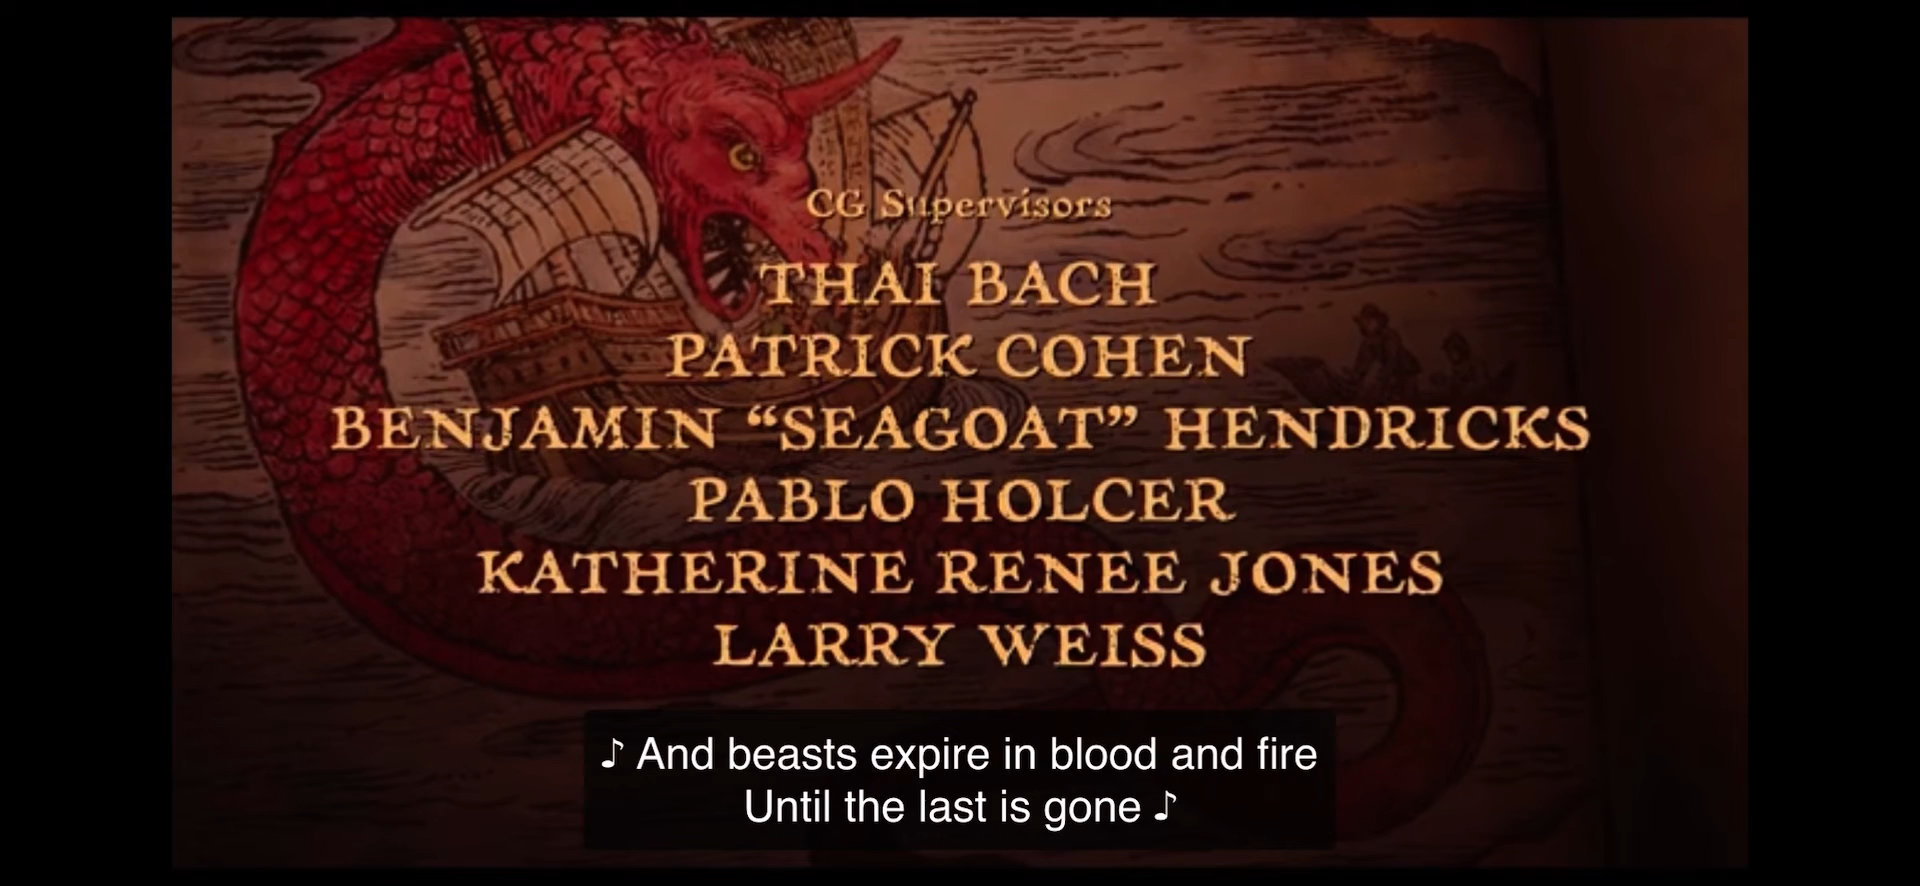 CG Supervisors
THAI BACH
PATRICK COHEN
BENJAMIN “SEAGOAT” HENDRICKS
PABLO HOLCER
KATHERINE RENEE JONES
LARRY WEISS
♪ And beasts expire in blood and fire
Until the last is gone ♪